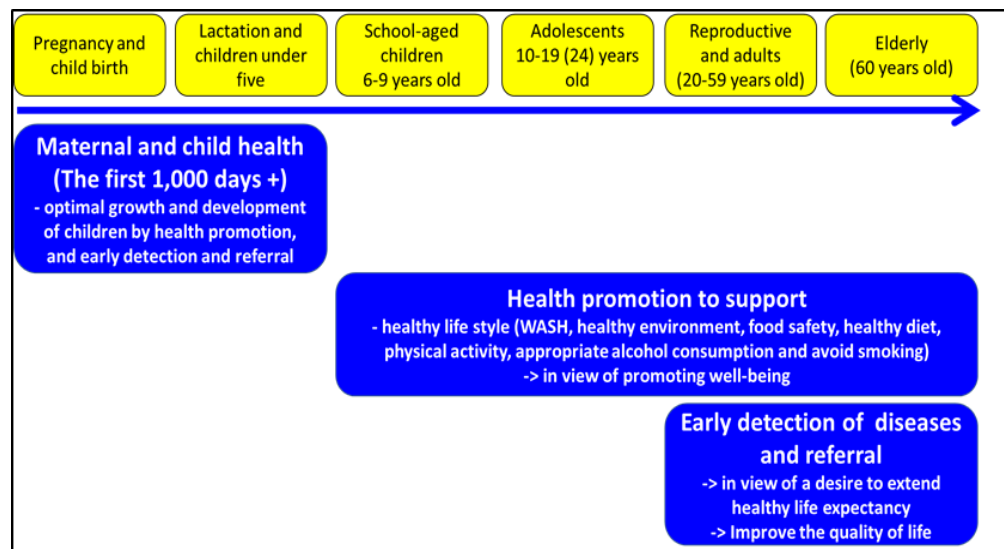 Pregnancy and
child birth
Lactation and
children under
five
School-aged
children
6-9 years old
Adolescents
10-19 (24) years
old
Reproductive
and adults
(20-59 years old)
Elderly
(60 years old)
Maternal and child health
(The first 1,000 days +)
- optimal growth and development
of children by health promotion,
and early detection and referral
Health promotion to support
- healthy life style (WASH, healthy environment, food safety, healthy diet,
physical activity, appropriate alcohol consumption and avoid smoking)
-> in view of promoting well-being
Early detection of diseases
and referral
-> in view of a desire to extend
healthy life expectancy
-> Improve the quality of life